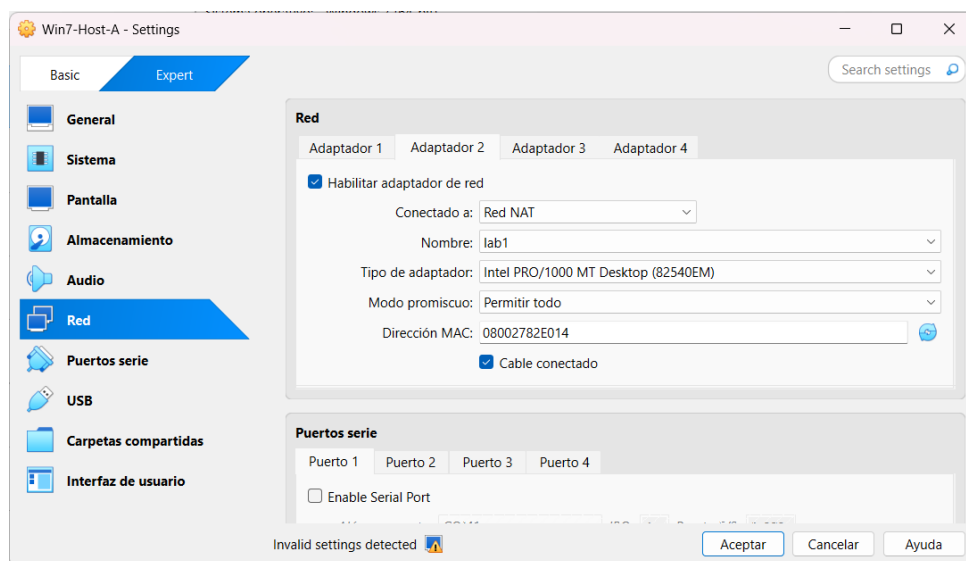 Win7-Host-A - Settings
Basic Expert Search settings
General
Sistema
Pantalla
Almacenamiento
Audio
Red
Puertos serie
USB
Carpetas compartidas
Interfaz de usuario
Red
Adaptador 1 Adaptador 2 Adaptador 3 Adaptador 4
Habilitar adaptador de red
Conectado a: Red NAT
Nombre: lab1
Tipo de adaptador: Intel PRO/1000 MT Desktop (82540EM)
Modo promiscuo: Permitir todo
Dirección MAC: 08002782E014
Cable conectado
Puertos serie
Puerto 1 Puerto 2 Puerto 3 Puerto 4
Enable Serial Port
Invalid settings detected Aceptar Cancelar Ayuda